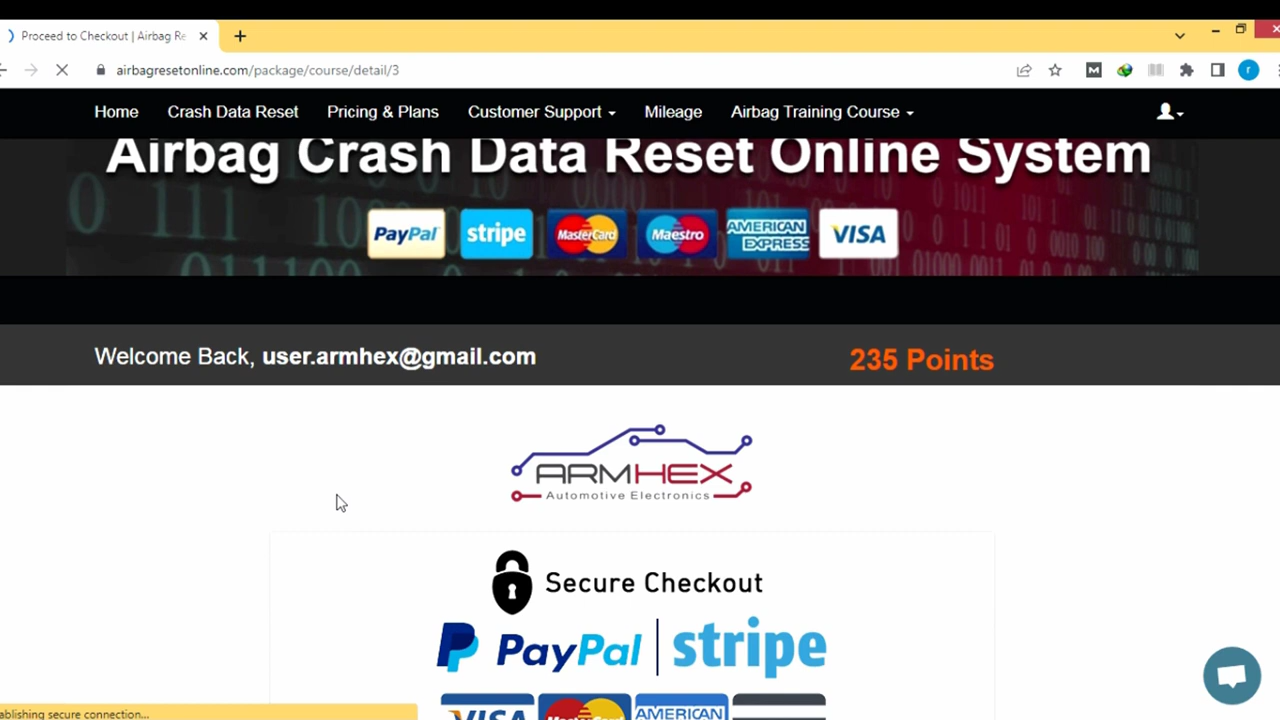 Proceed to Checkout | Airbag Re
airbagresetonline.com/package/course/detail/3
Home Crash Data Reset Pricing & Plans Customer Support Mileage Airbag Training Course
Airbag Crash Data Reset Online System
PayPal stripe MasterCard Maestro AMERICAN EXPRESS VISA
Welcome Back, user.armhex@gmail.com 235 Points
ARMHEX
Automotive Electronics
Secure Checkout
PayPal stripe
VISA MasterCard AMERICAN
ablishing secure connection...